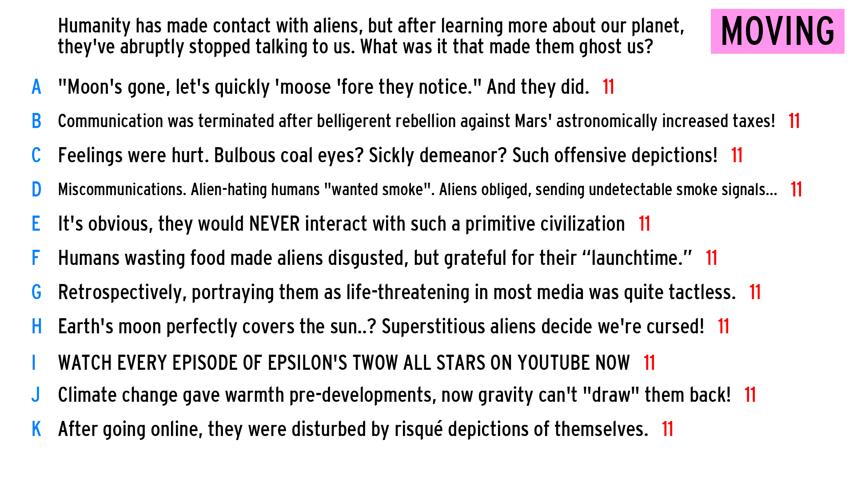 Humanity has made contact with aliens, but after learning more about our planet,
they've abruptly stopped talking to us. What was it that made them ghost us?
MOVING
A "Moon's gone, let's quickly 'moose 'fore they notice." And they did. 11
B Communication was terminated after belligerent rebellion against Mars' astronomically increased taxes! 11
C Feelings were hurt. Bulbous coal eyes? Sickly demeanor? Such offensive depictions! 11
D Miscommunications. Alien-hating humans "wanted smoke". Aliens obliged, sending undetectable smoke signals... 11
E It's obvious, they would NEVER interact with such a primitive civilization 11
F Humans wasting food made aliens disgusted, but grateful for their “launchtime.” 11
G Retrospectively, portraying them as life-threatening in most media was quite tactless. 11
H Earth's moon perfectly covers the sun..? Superstitious aliens decide we're cursed! 11
I WATCH EVERY EPISODE OF EPSILON'S TWOW ALL STARS ON YOUTUBE NOW 11
J Climate change gave warmth pre-developments, now gravity can't "draw" them back! 11
K After going online, they were disturbed by risqué depictions of themselves. 11